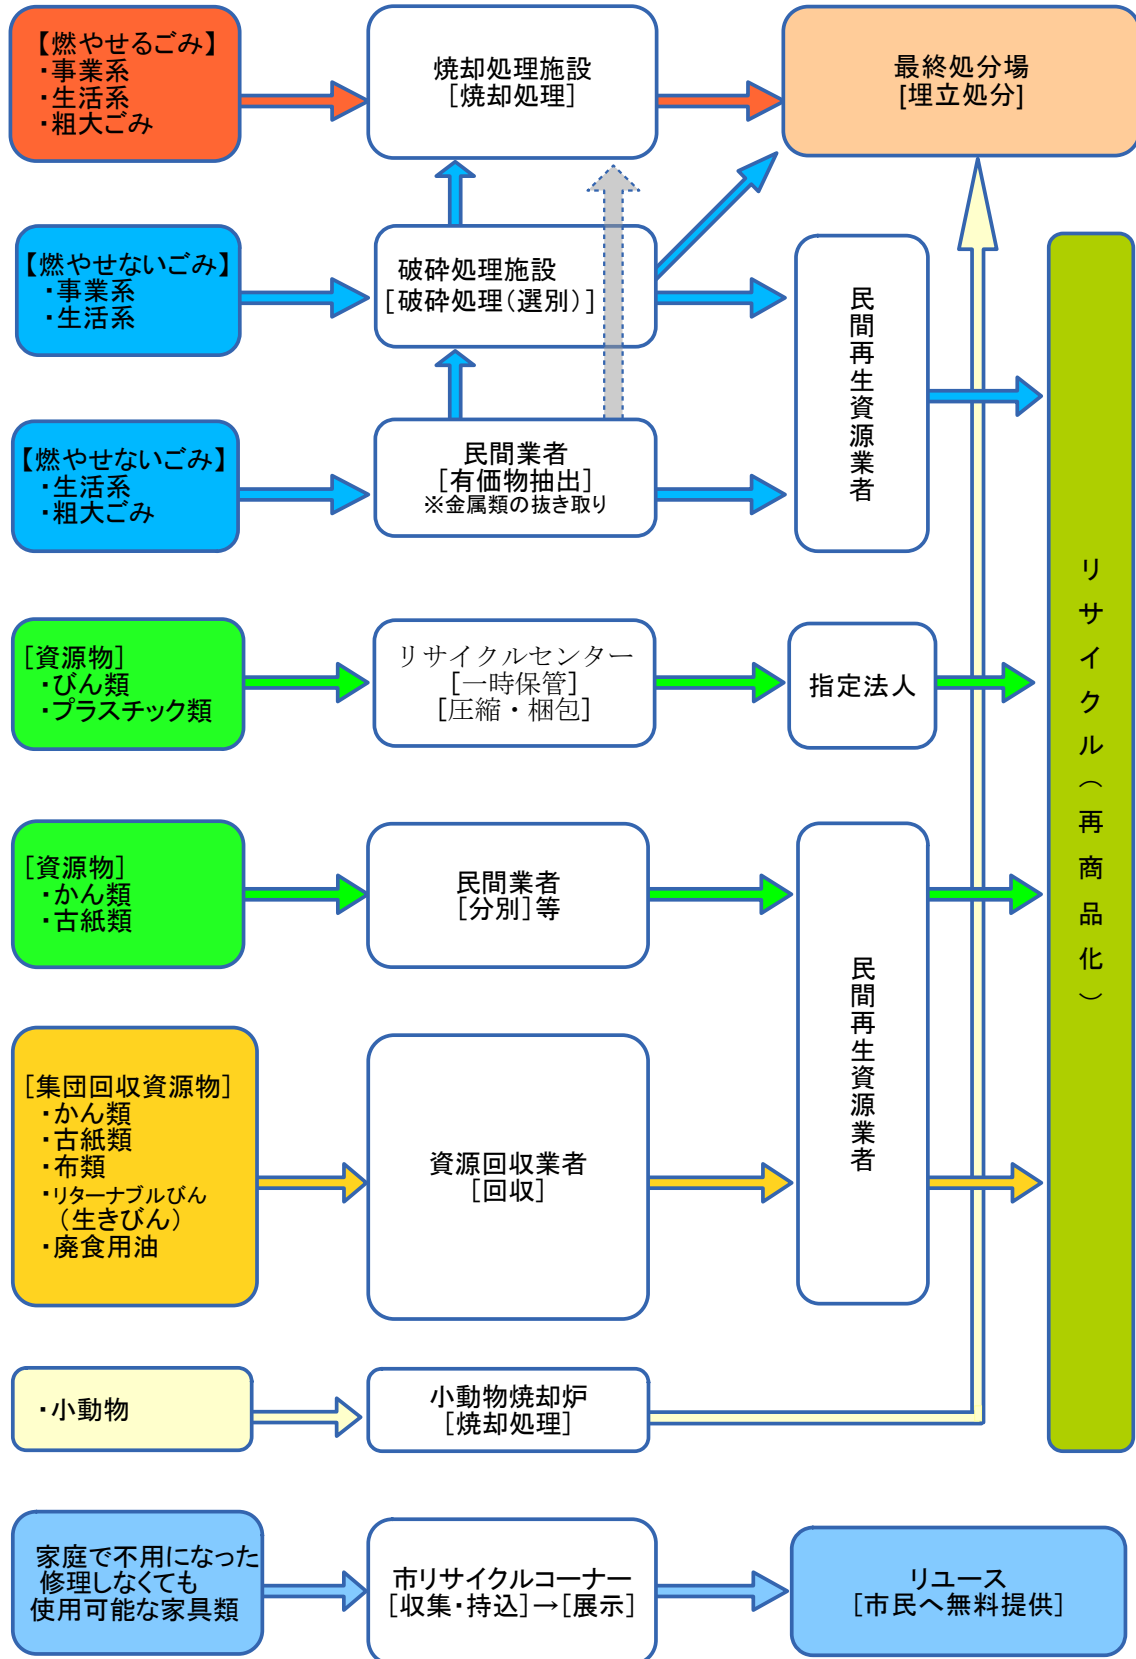 【燃やせるごみ】
・事業系
・生活系
・粗大ごみ
焼却処理施設
[焼却処理]
最終処分場
[埋立処分]
【燃やせないごみ】
・事業系
・生活系
破砕処理施設
[破砕処理(選別)]
民間再生資源業者
【燃やせないごみ】
・生活系
・粗大ごみ
民間業者
[有価物抽出]
※金属類の抜き取り
リサイクル(再商品化)
[資源物]
・びん類
・プラスチック類
リサイクルセンター
[一時保管]
[圧縮・梱包]
指定法人
[資源物]
・かん類
・古紙類
民間業者
[分別]等
民間再生資源業者
[集団回収資源物]
・かん類
・古紙類
・布類
・リターナブルびん
(生きびん)
・廃食用油
資源回収業者
[回収]
・小動物
小動物焼却炉
[焼却処理]
家庭で不用になった
修理しなくても
使用可能な家具類
市リサイクルコーナー
[収集・持込]→[展示]
リユース
[市民へ無料提供]